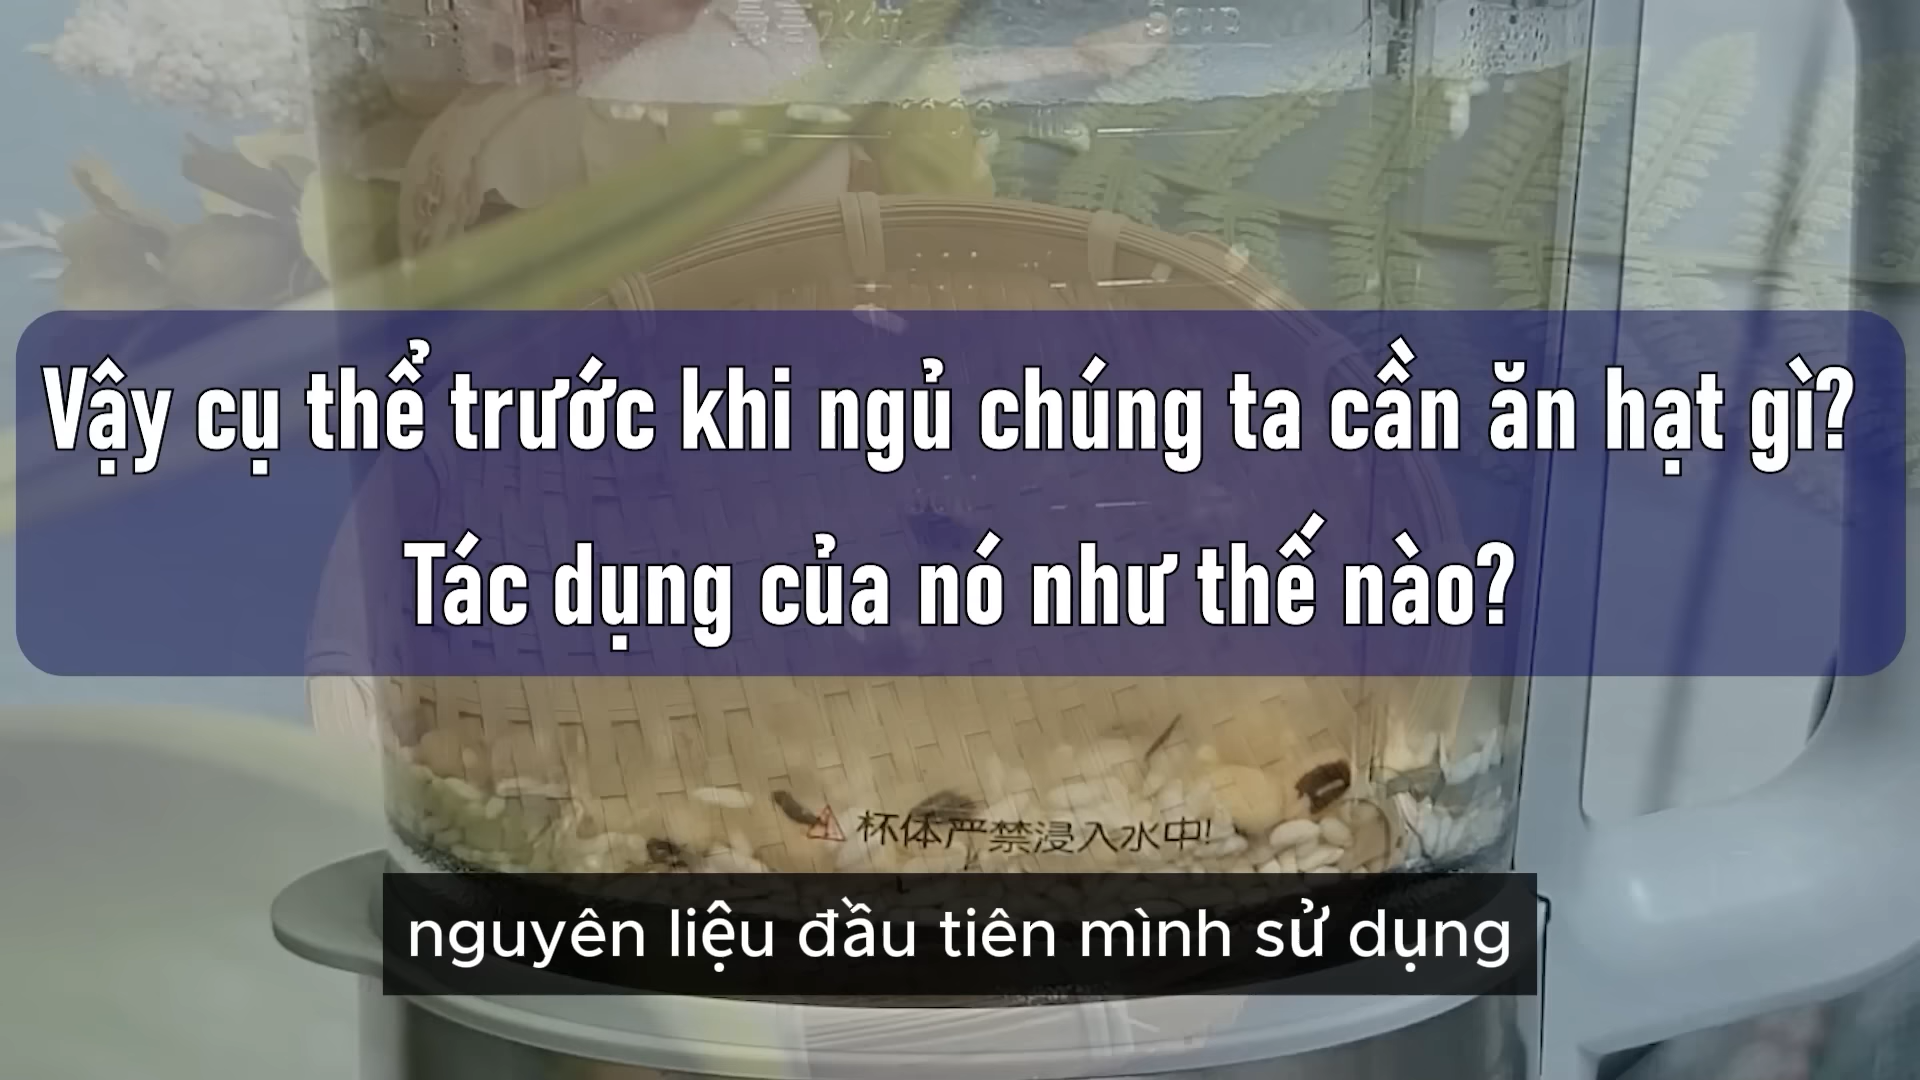 Vậy cụ thể trước khi ngủ chúng ta cần ăn hạt gì?
Tác dụng của nó như thế nào?
杯体严禁浸入水中!
nguyên liệu đầu tiên mình sử dụng